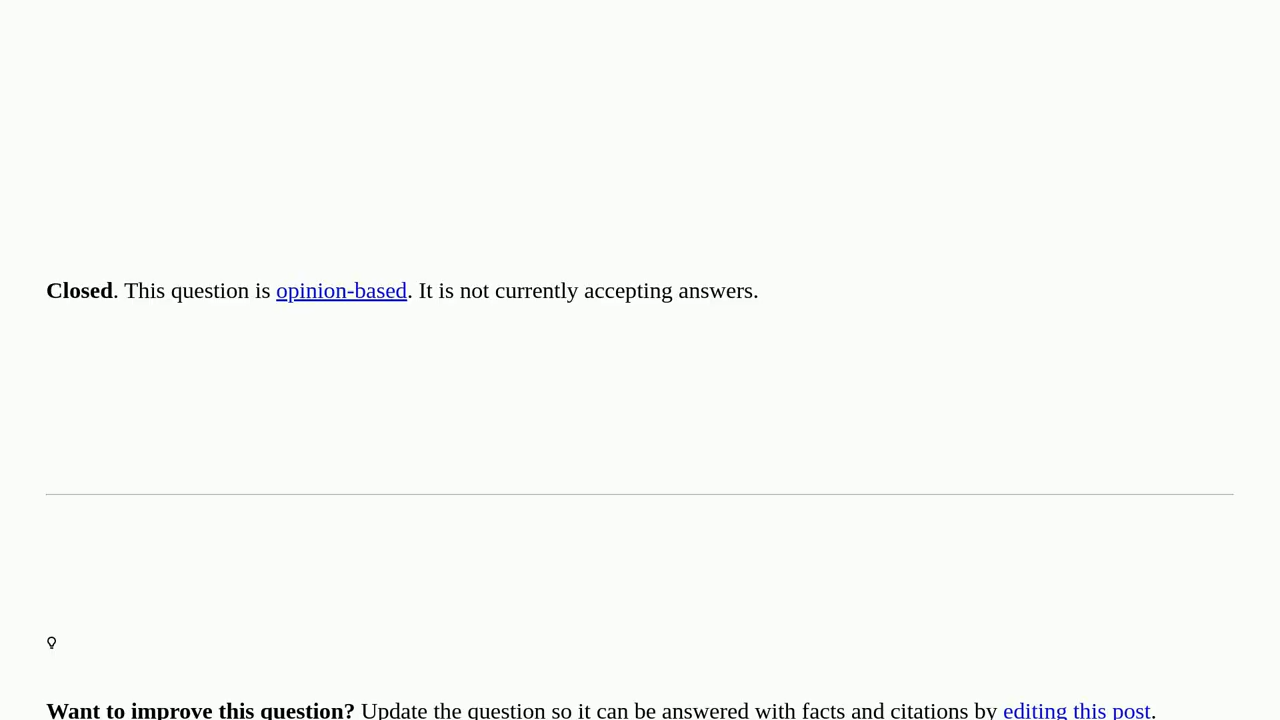 Closed. This question is opinion-based. It is not currently accepting answers.
Want to improve this question? Update the question so it can be answered with facts and citations by editing this post.